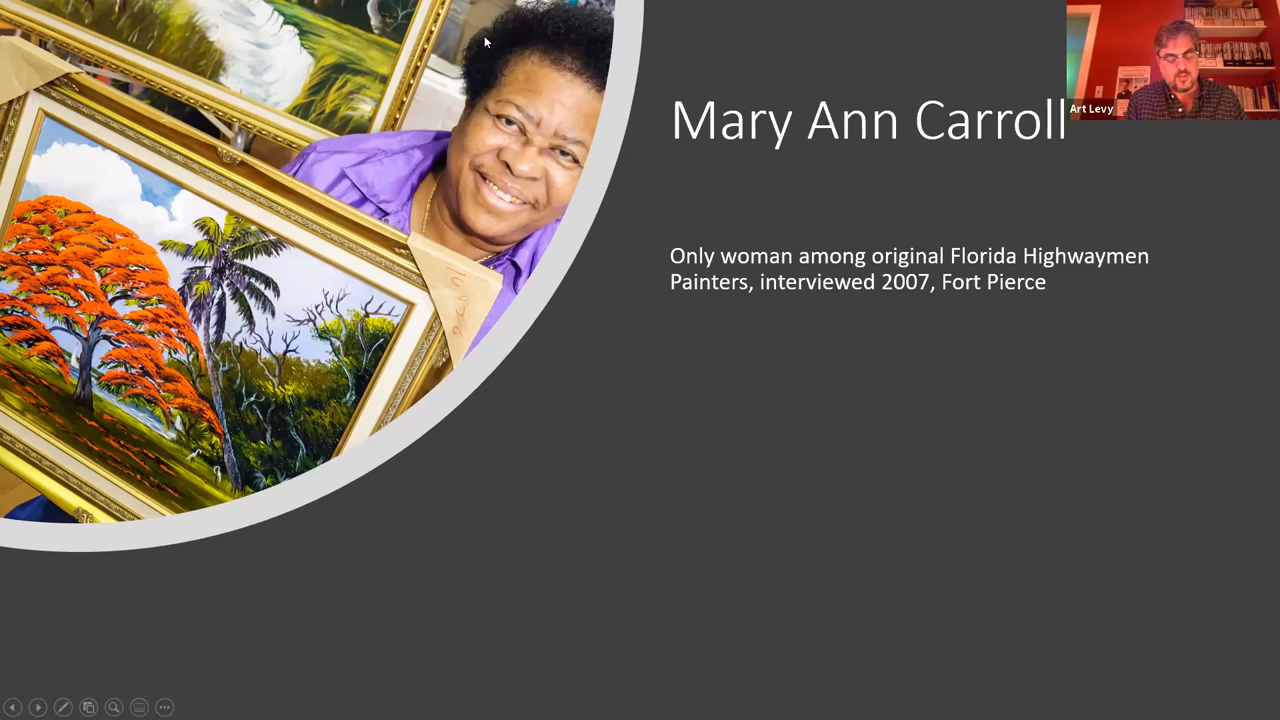 Mary Ann Carroll
Art Levy
Only woman among original Florida Highwaymen
Painters, interviewed 2007, Fort Pierce